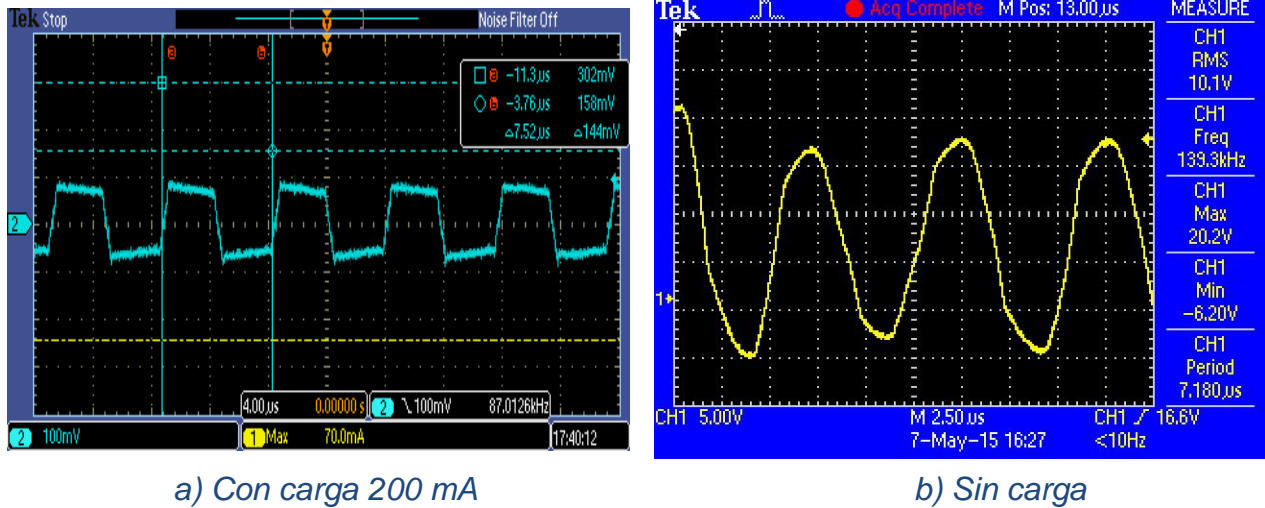 Tek Stop
Noise Filter Off
a
b
a −11.3µs 302mV
b −3.76µs 158mV
△7.52µs △144mV
2
4.00µs 0.00000 s
2 100mV 87.0126kHz
2 100mV
1 Max 70.0mA
17:40:12
a) Con carga 200 mA
Tek
Acq Complete
M Pos: 13.00µs
MEASURE
CH1
RMS
10.1V
CH1
Freq
139.3kHz
CH1
Max
20.2V
CH1
Min
−6.20V
CH1
Period
7.180µs
1
CH1 5.00V
M 2.50µs
CH1 16.6V
7-May-15 16:27
<10Hz
b) Sin carga